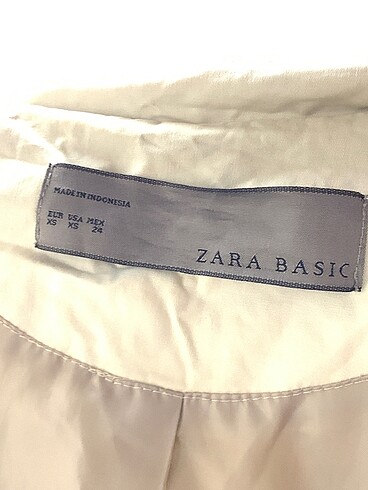 MADE IN INDONESIA
EUR USA MEX
XS XS 24
ZARA BASIC